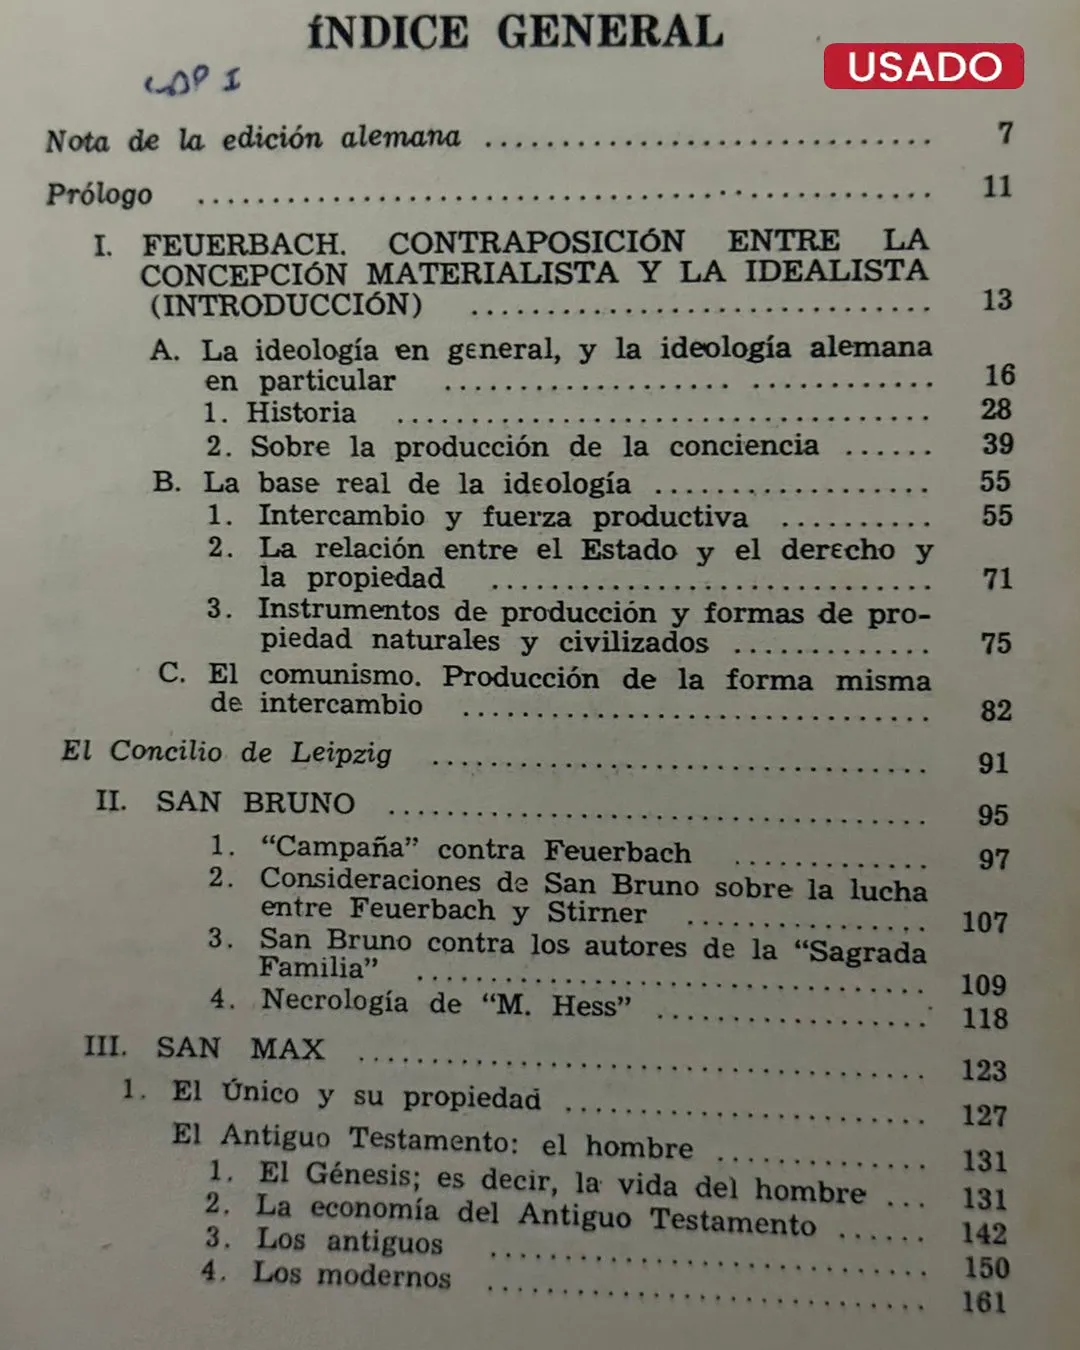 ÍNDICE GENERAL
USADO
CAP I
Nota de la edición alemana .............................. 7
Prólogo .............................. 11
I. FEUERBACH. CONTRAPOSICIÓN ENTRE LA
CONCEPCIÓN MATERIALISTA Y LA IDEALISTA
(INTRODUCCIÓN) .............................. 13
A. La ideología en general, y la ideología alemana
en particular .............................. 16
1. Historia .............................. 28
2. Sobre la producción de la conciencia ...... 39
B. La base real de la ideología .................. 55
1. Intercambio y fuerza productiva .......... 55
2. La relación entre el Estado y el derecho y
la propiedad .............................. 71
3. Instrumentos de producción y formas de pro-
piedad naturales y civilizados ............. 75
C. El comunismo. Producción de la forma misma
de intercambio .............................. 82
El Concilio de Leipzig .............................. 91
II. SAN BRUNO .............................. 95
1. “Campaña” contra Feuerbach ............. 97
2. Consideraciones de San Bruno sobre la lucha
entre Feuerbach y Stirner ................ 107
3. San Bruno contra los autores de la “Sagrada
Familia” .............................. 109
4. Necrología de “M. Hess” .................. 118
III. SAN MAX .............................. 123
1. El Único y su propiedad ........................ 127
El Antiguo Testamento: el hombre .............. 131
1. El Génesis; es decir, la vida del hombre ... 131
2. La economía del Antiguo Testamento ...... 142
3. Los antiguos .............................. 150
4. Los modernos .............................. 161